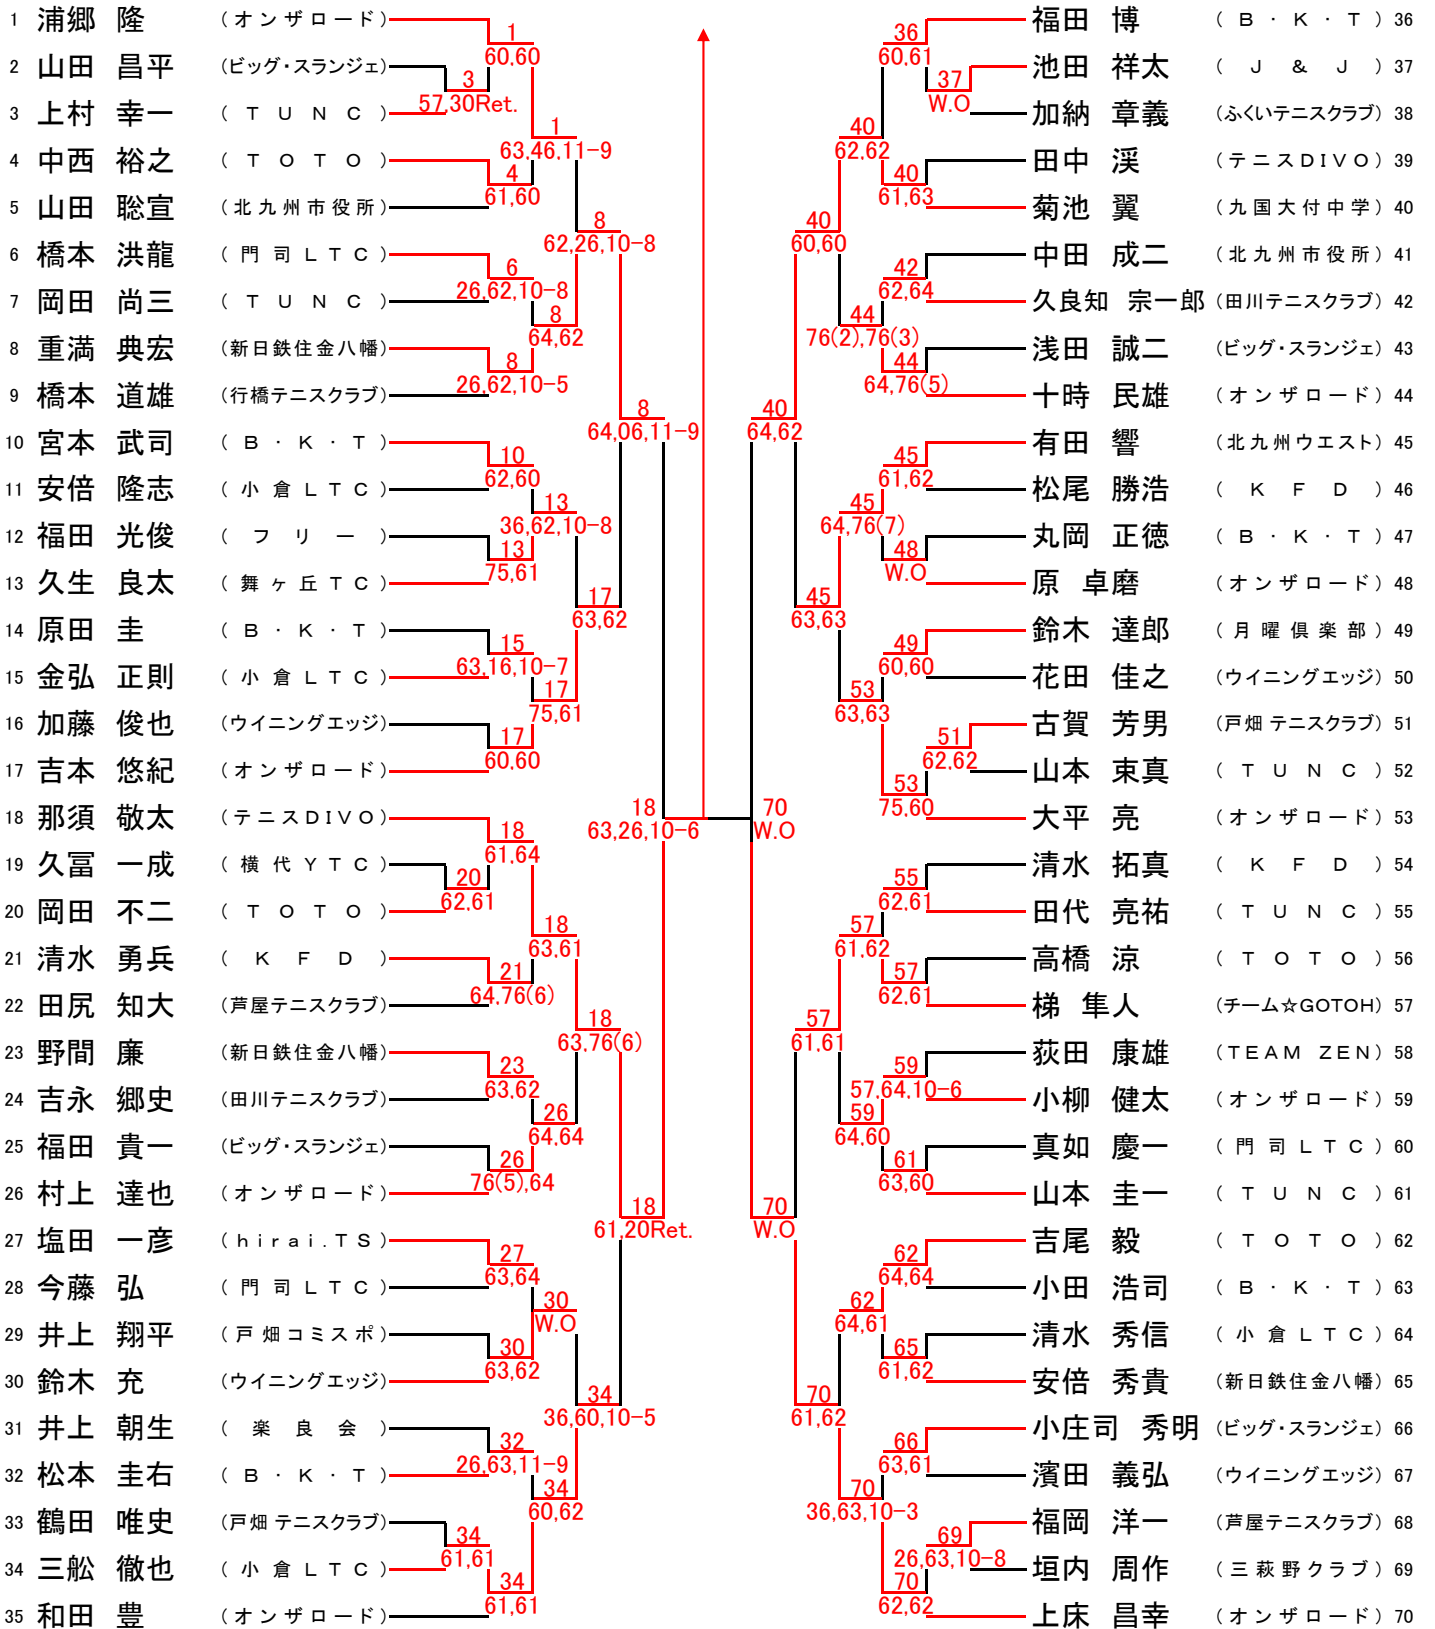 1 浦郷 隆 (オンザロード)
2 山田 昌平 (ビッグ・スランジェ)
3 上村 幸一 (TUNC)
4 中西 裕之 (TOTO)
5 山田 聡宣 (北九州市役所)
6 橋本 洪龍 (門司LTC)
7 岡田 尚三 (TUNC)
8 重満 典宏 (新日鉄住金八幡)
9 橋本 道雄 (行橋テニスクラブ)
10 宮本 武司 (B・K・T)
11 安倍 隆志 (小倉LTC)
12 福田 光俊 (フリー)
13 久生 良太 (舞ヶ丘TC)
14 原田 圭 (B・K・T)
15 金弘 正則 (小倉LTC)
16 加藤 俊也 (ウイニングエッジ)
17 吉本 悠紀 (オンザロード)
18 那須 敬太 (テニスDIVO)
19 久冨 一成 (横代YTC)
20 岡田 不二 (TOTO)
21 清水 勇兵 (KFD)
22 田尻 知大 (芦屋テニスクラブ)
23 野間 廉 (新日鉄住金八幡)
24 吉永 郷史 (田川テニスクラブ)
25 福田 貴一 (ビッグ・スランジェ)
26 村上 達也 (オンザロード)
27 塩田 一彦 (hirai.TS)
28 今藤 弘 (門司LTC)
29 井上 翔平 (戸畑コミスポ)
30 鈴木 充 (ウイニングエッジ)
31 井上 朝生 (楽良会)
32 松本 圭右 (B・K・T)
33 鶴田 唯史 (戸畑テニスクラブ)
34 三舩 徹也 (小倉LTC)
35 和田 豊 (オンザロード)
1
60,60
3
57,30Ret.
1
63,46,11-9
4
61,60
8
62,26,10-8
6
26,62,10-8
8
64,62
8
26,62,10-5
8
64,06,11-9
10
62,60
13
36,62,10-8
13
75,61
17
63,62
15
63,16,10-7
17
75,61
17
60,60
18
63,26,10-6
18
61,64
20
62,61
18
63,61
21
64,76(6)
18
63,76(6)
23
63,62
26
64,64
26
76(5),64
18
61,20Ret.
27
63,64
30
W.O
30
63,62
34
36,60,10-5
32
26,63,11-9
34
60,62
34
61,61
34
61,61
福田 博 (B・K・T) 36
池田 祥太 (J&J) 37
加納 章義 (ふくいテニスクラブ) 38
田中 渓 (テニスDIVO) 39
菊池 翼 (九国大付中学) 40
中田 成二 (北九州市役所) 41
久良知 宗一郎 (田川テニスクラブ) 42
浅田 誠二 (ビッグ・スランジェ) 43
十時 民雄 (オンザロード) 44
有田 響 (北九州ウエスト) 45
松尾 勝浩 (KFD) 46
丸岡 正徳 (B・K・T) 47
原 卓磨 (オンザロード) 48
鈴木 達郎 (月曜倶楽部) 49
花田 佳之 (ウイニングエッジ) 50
古賀 芳男 (戸畑テニスクラブ) 51
山本 束真 (TUNC) 52
大平 亮 (オンザロード) 53
清水 拓真 (KFD) 54
田代 亮祐 (TUNC) 55
高橋 涼 (TOTO) 56
梯 隼人 (チーム☆GOTOH) 57
荻田 康雄 (TEAM ZEN) 58
小柳 健太 (オンザロード) 59
真如 慶一 (門司LTC) 60
山本 圭一 (TUNC) 61
吉尾 毅 (TOTO) 62
小田 浩司 (B・K・T) 63
清水 秀信 (小倉LTC) 64
安倍 秀貴 (新日鉄住金八幡) 65
小庄司 秀明 (ビッグ・スランジェ) 66
濱田 義弘 (ウイニングエッジ) 67
福岡 洋一 (芦屋テニスクラブ) 68
垣内 周作 (三萩野クラブ) 69
上床 昌幸 (オンザロード) 70
36
60,61
37
W.O
40
62,62
40
61,63
40
60,60
42
62,64
44
76(2),76(3)
44
64,76(5)
40
64,62
45
61,62
45
64,76(7)
48
W.O
45
63,63
49
60,60
53
63,63
51
62,62
53
75,60
70
W.O
55
62,61
57
61,62
57
62,61
57
61,61
59
57,64,10-6
59
64,60
61
63,60
70
W.O
62
64,64
62
64,61
65
61,62
70
61,62
66
63,61
70
36,63,10-3
69
26,63,10-8
70
62,62